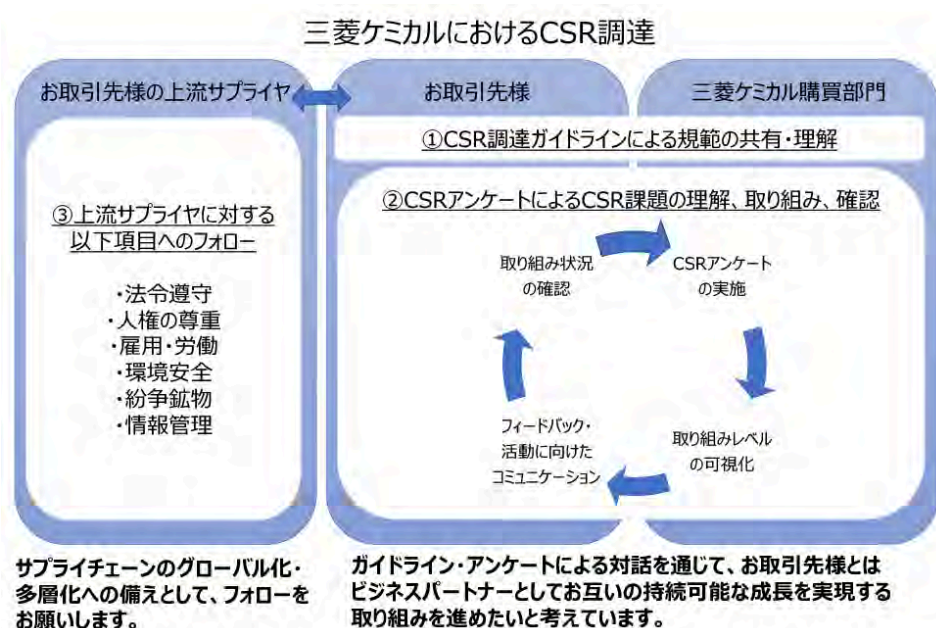 三菱ケミカルにおけるCSR調達
お取引先様の上流サプライヤ
お取引先様
三菱ケミカル購買部門
①CSR調達ガイドラインによる規範の共有・理解
③上流サプライヤに対する
以下項目へのフォロー
・法令遵守
・人権の尊重
・雇用・労働
・環境安全
・紛争鉱物
・情報管理
②CSRアンケートによるCSR課題の理解、取り組み、確認
取り組み状況
の確認
CSRアンケート
の実施
取り組みレベル
の可視化
フィードバック・
活動に向けた
コミュニケーション
サプライチェーンのグローバル化・
多層化への備えとして、フォローを
お願いします。
ガイドライン・アンケートによる対話を通じて、お取引先様とは
ビジネスパートナーとしてお互いの持続可能な成長を実現する
取り組みを進めたいと考えています。